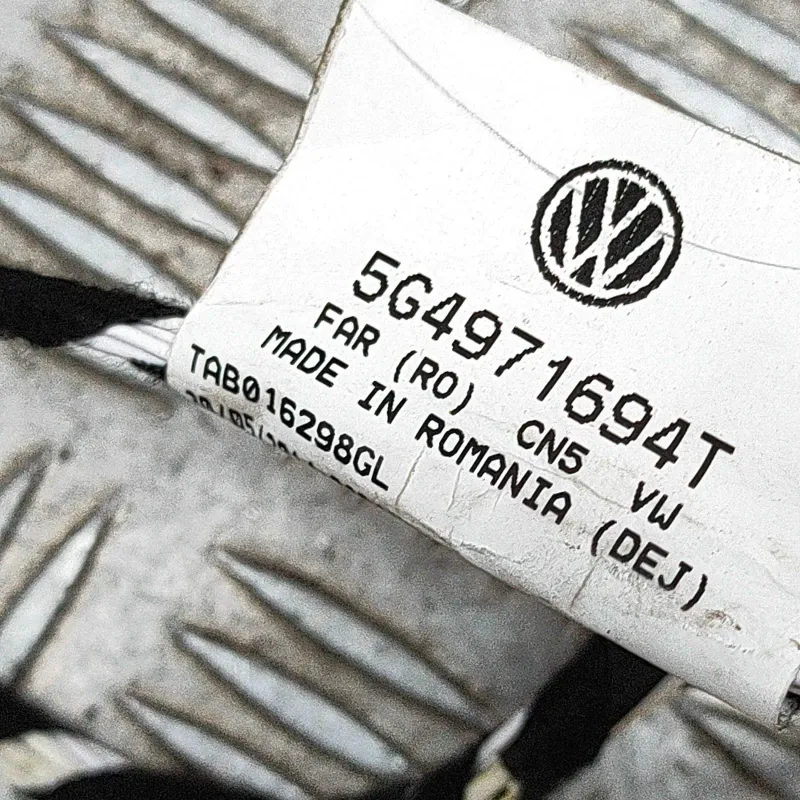 5G4971694T
FAR (RO) CN5 VW
MADE IN ROMANIA (DEJ)
TAB016298GL